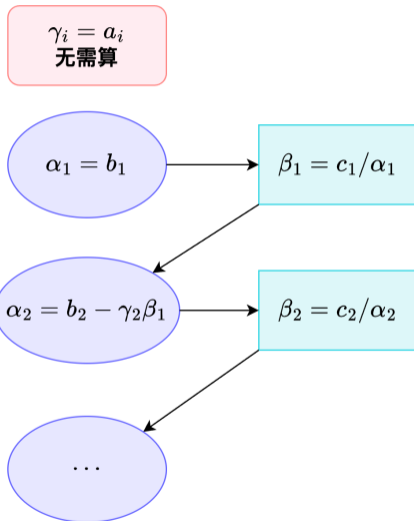 γᵢ = aᵢ
无需算
α₁ = b₁
β₁ = c₁/α₁
α₂ = b₂ − γ₂β₁
β₂ = c₂/α₂
⋯